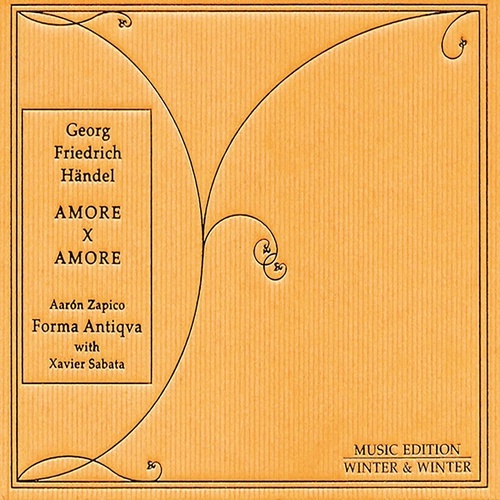 Georg
Friedrich
Händel
AMORE
X
AMORE
Aarón Zapico
Forma Antiqva
with
Xavier Sabata
MUSIC EDITION
WINTER & WINTER